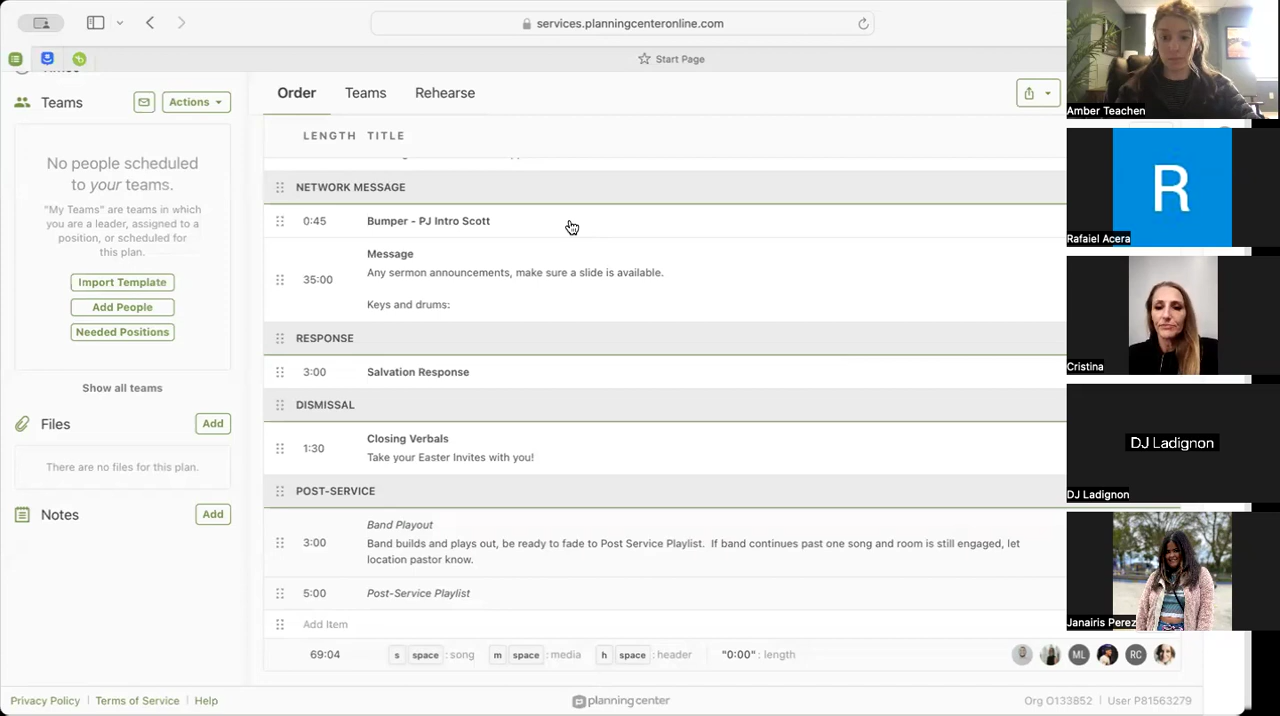 services.planningcenteronline.com
Start Page
Teams
Actions
No people scheduled
to your teams.
"My Teams" are teams in which
you are a leader, assigned to a
position, or scheduled for
this plan.
Import Template
Add People
Needed Positions
Show all teams
Files
Add
There are no files for this plan.
Notes
Add
Order
Teams
Rehearse
LENGTH TITLE
NETWORK MESSAGE
0:45 Bumper - PJ Intro Scott
Message
35:00 Any sermon announcements, make sure a slide is available.
Keys and drums:
RESPONSE
3:00 Salvation Response
DISMISSAL
Closing Verbals
1:30 Take your Easter Invites with you!
POST-SERVICE
Band Playout
3:00 Band builds and plays out, be ready to fade to Post Service Playlist. If band continues past one song and room is still engaged, let
location pastor know.
5:00 Post-Service Playlist
Add Item
69:04 s space : song m space : media h space : header "0:00" : length
ML RC
Privacy Policy Terms of Service Help
planning center
Org O133852 User P81563279
Amber Teachen
R
Rafaiel Acera
Cristina
DJ Ladignon
DJ Ladignon
Janairis Perez